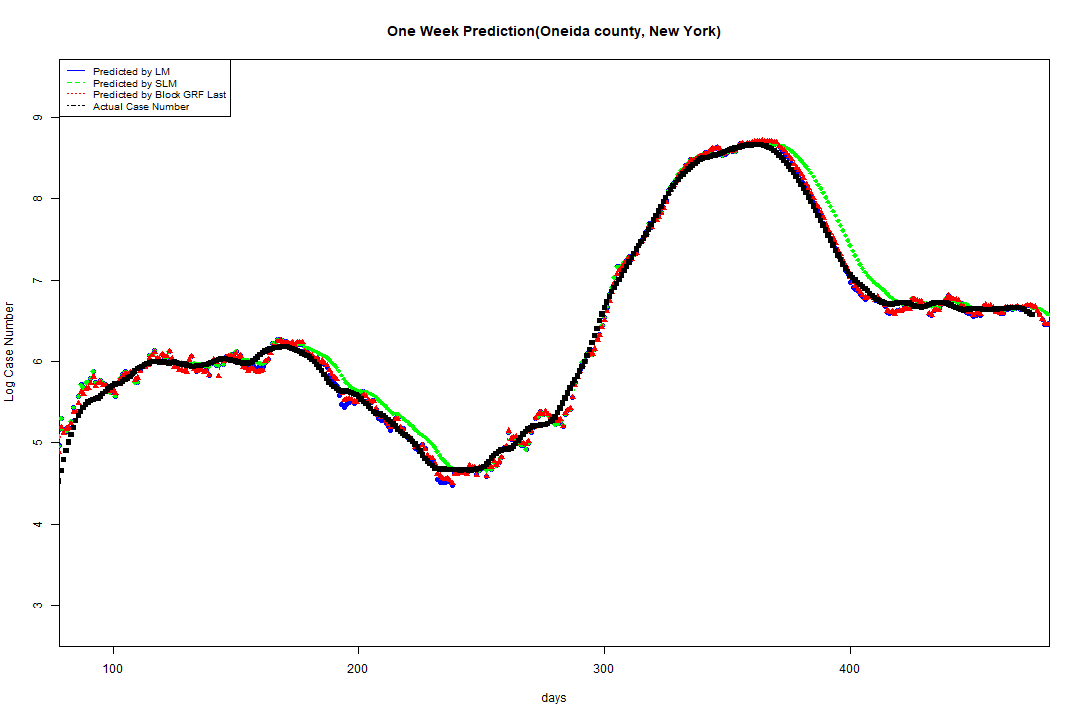 One Week Prediction(Oneida county, New York)
Predicted by LM
Predicted by SLM
Predicted by Block GRF Last
Actual Case Number
Log Case Number
9
8
7
6
5
4
3
100 200 300 400
days